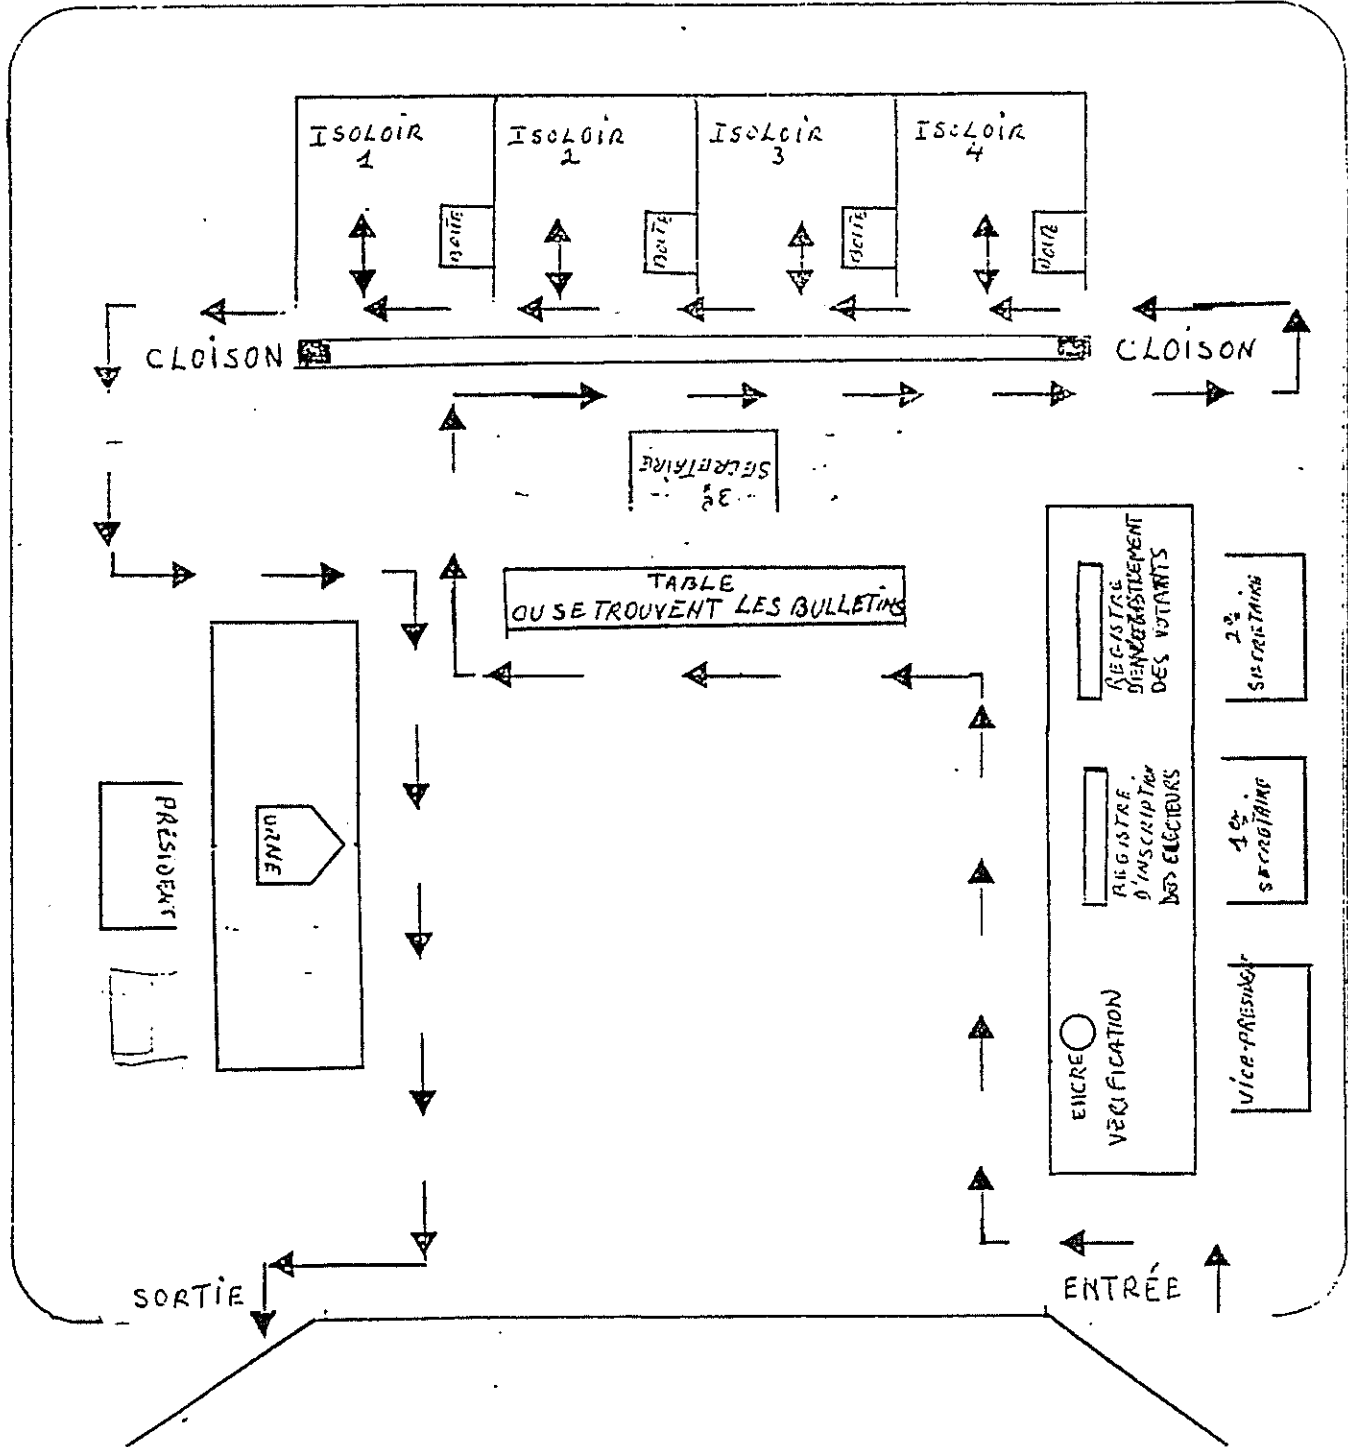 ISOLOIR
1
ISOLOIR
2
ISOLOIR
3
ISOLOIR
4
BOITE
BOITE
BOITE
BOITE
CLOISON
CLOISON
3e
SECRETAIRE
TABLE
OU SE TROUVENT LES BULLETINS
REGISTRE
D'ENREGISTREMENT
DES VOTANTS
2e
SECRETAIRE
REGISTRE
D'INSCRIPTION
DES ELECTEURS
1er
SECRETAIRE
PRESIDENT
URNE
ENCRE
VERIFICATION
VICE-PRESIDENT
SORTIE
ENTRÉE